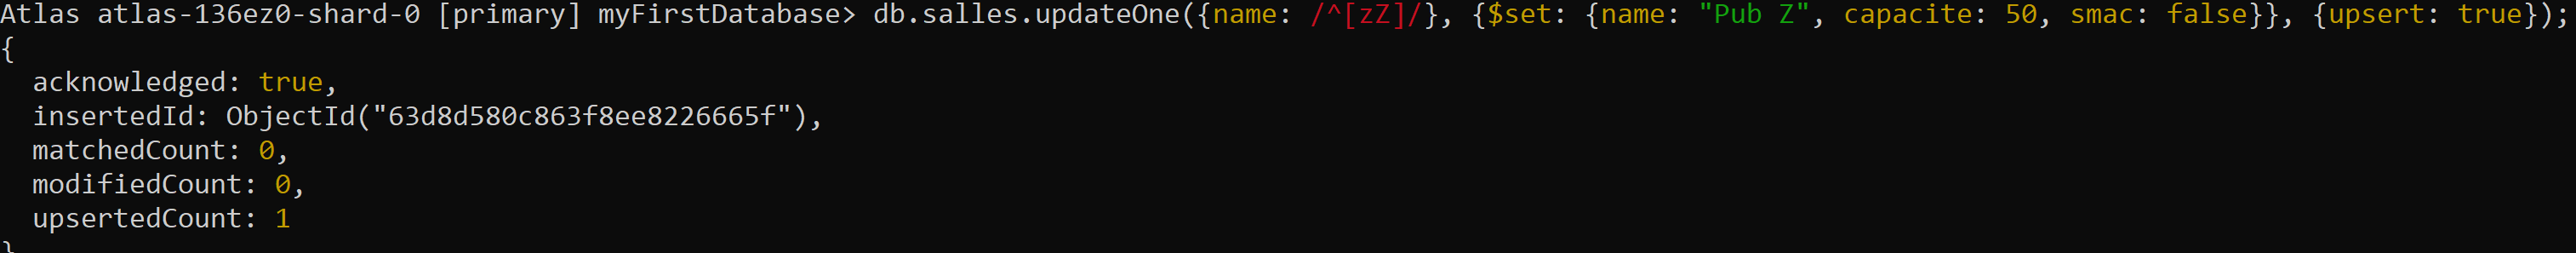 Atlas atlas-136ez0-shard-0 [primary] myFirstDatabase> db.salles.updateOne({name: /^[zZ]/}, {$set: {name: "Pub Z", capacite: 50, smac: false}}, {upsert: true});
{
  acknowledged: true,
  insertedId: ObjectId("63d8d580c863f8ee8226665f"),
  matchedCount: 0,
  modifiedCount: 0,
  upsertedCount: 1
}